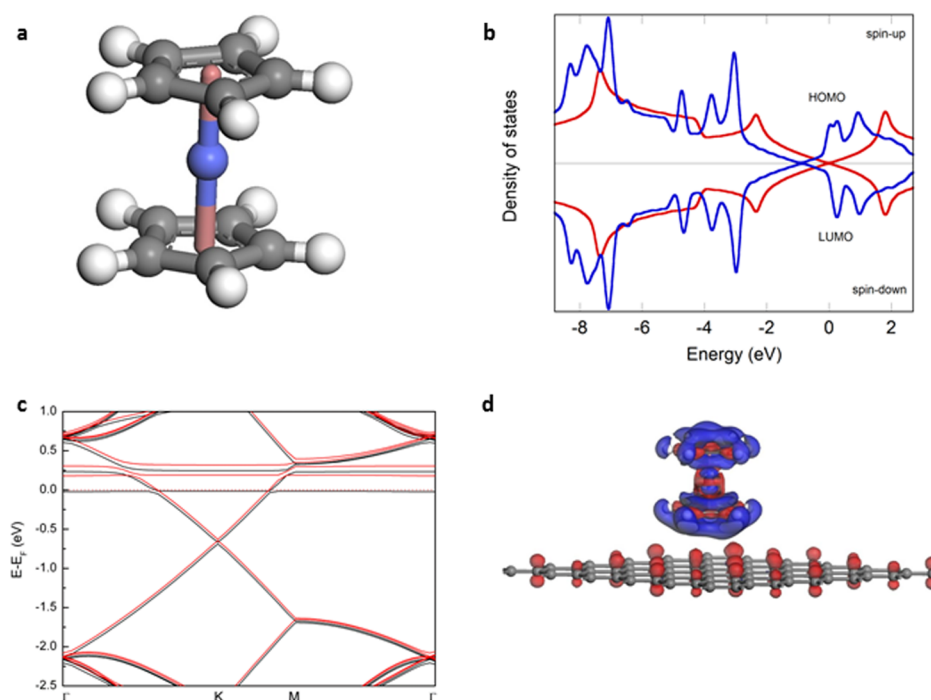 a
b
spin-up
HOMO
Density of states
LUMO
spin-down
-8 -6 -4 -2 0 2
Energy (eV)
c
1.0
0.5
0.0
-0.5
-1.0
-1.5
-2.0
-2.5
E-E_F (eV)
Γ K M Γ
d